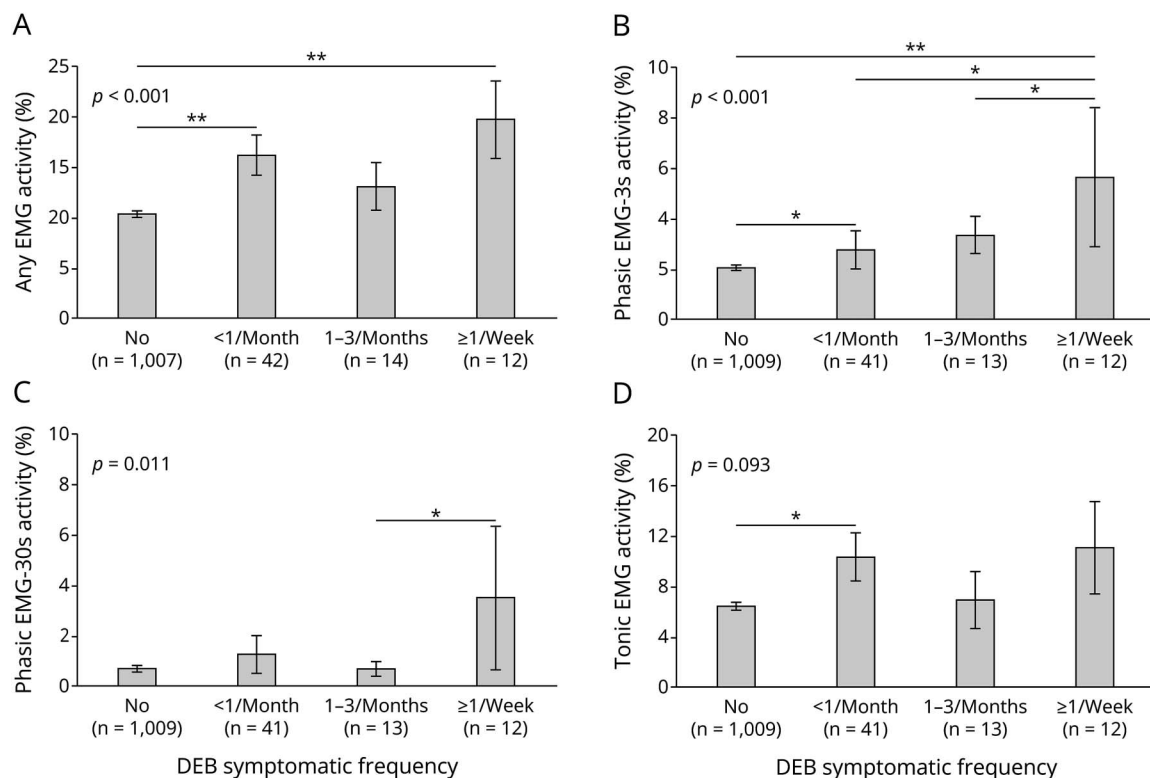 A
Any EMG activity (%)
25
20
15
20
5
0
p < 0.001
**
**
No
(n = 1,007)
<1/Month
(n = 42)
1–3/Months
(n = 14)
≥1/Week
(n = 12)
B
Phasic EMG-3s activity (%)
10
8
6
4
5
0
p < 0.001
**
*
*
*
No
(n = 1,009)
<1/Month
(n = 41)
1–3/Months
(n = 13)
≥1/Week
(n = 12)
C
Phasic EMG-30s activity (%)
10
8
6
4
2
0
p = 0.011
*
No
(n = 1,009)
<1/Month
(n = 41)
1–3/Months
(n = 13)
≥1/Week
(n = 12)
DEB symptomatic frequency
D
Tonic EMG activity (%)
20
16
12
8
4
0
p = 0.093
*
No
(n = 1,009)
<1/Month
(n = 41)
1–3/Months
(n = 13)
≥1/Week
(n = 12)
DEB symptomatic frequency